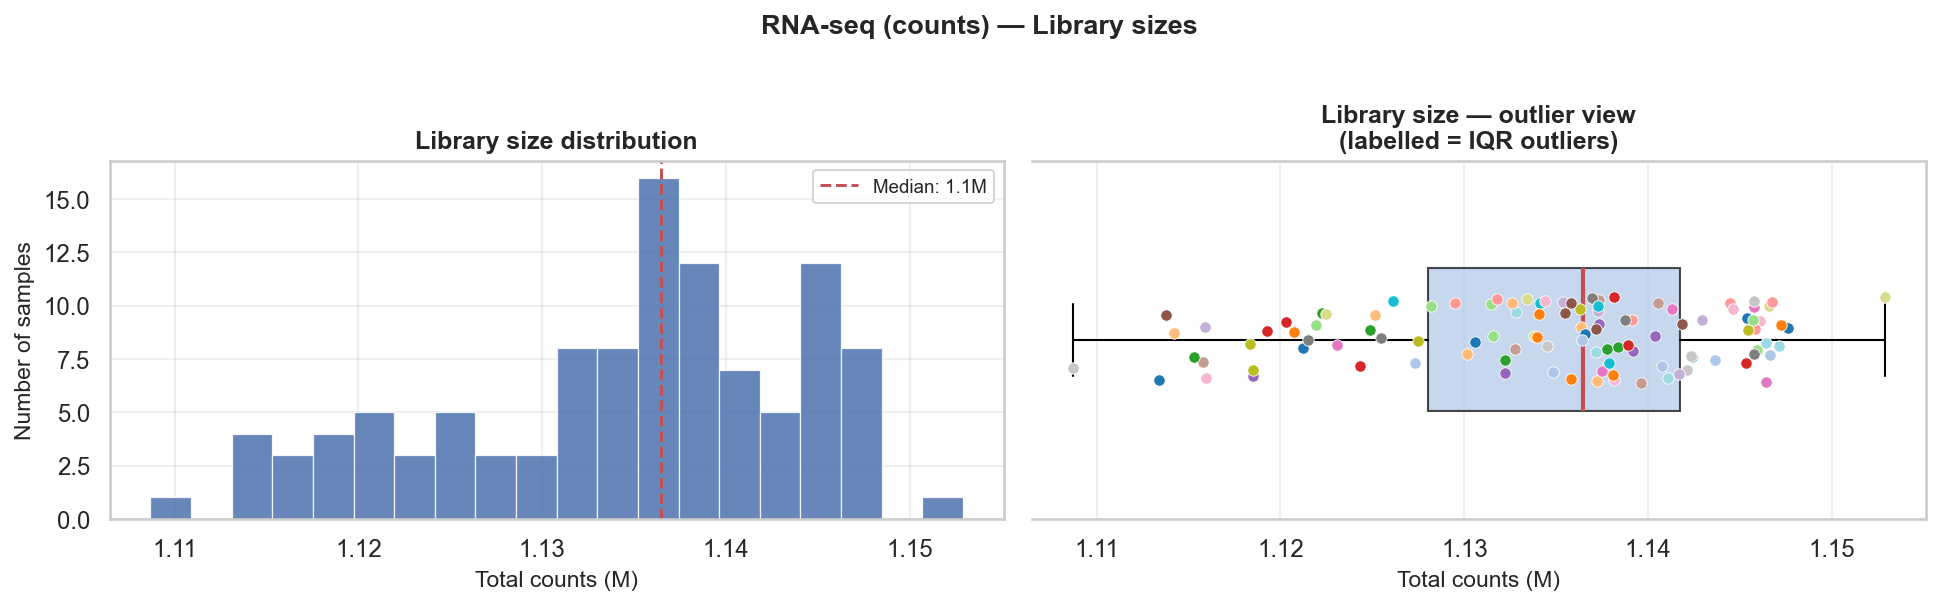 RNA-seq (counts) — Library sizes
Library size distribution
Median: 1.1M
Number of samples
15.0
12.5
10.0
7.5
5.0
2.5
0.0
1.11 1.12 1.13 1.14 1.15
Total counts (M)
Library size — outlier view
(labelled = IQR outliers)
1.11 1.12 1.13 1.14 1.15
Total counts (M)